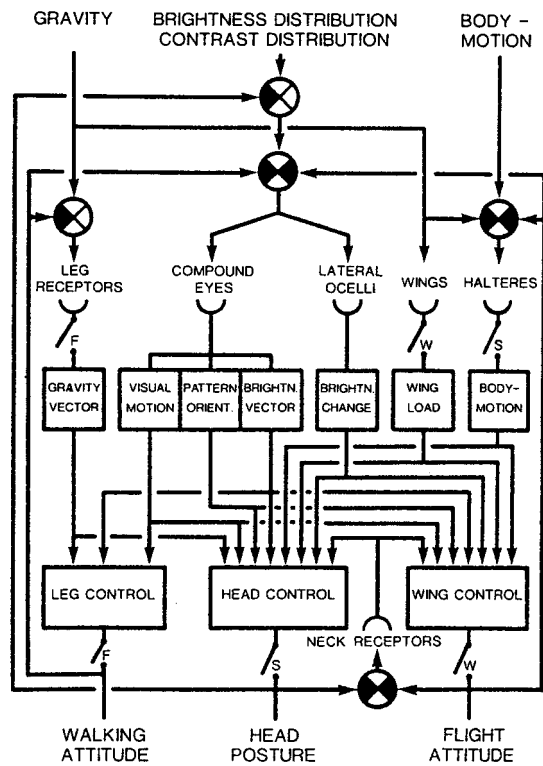 GRAVITY
BRIGHTNESS DISTRIBUTION
CONTRAST DISTRIBUTION
BODY -
MOTION
LEG
RECEPTORS
COMPOUND
EYES
LATERAL
OCELLI
WINGS
HALTERES
F
W
S
GRAVITY
VECTOR
VISUAL
MOTION
PATTERN
ORIENT.
BRIGHTN.
VECTOR
BRIGHTN.
CHANGE
WING
LOAD
BODY-
MOTION
LEG CONTROL
HEAD CONTROL
WING CONTROL
NECK RECEPTORS
F
S
W
WALKING
ATTITUDE
HEAD
POSTURE
FLIGHT
ATTITUDE